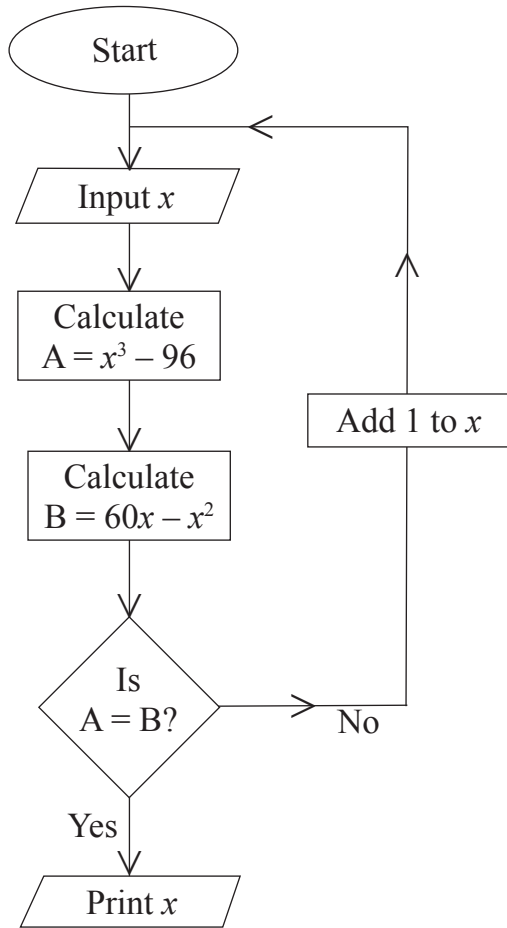 Start
Input x
Calculate
A = x³ – 96
Add 1 to x
Calculate
B = 60x – x²
Is
A = B?
No
Yes
Print x